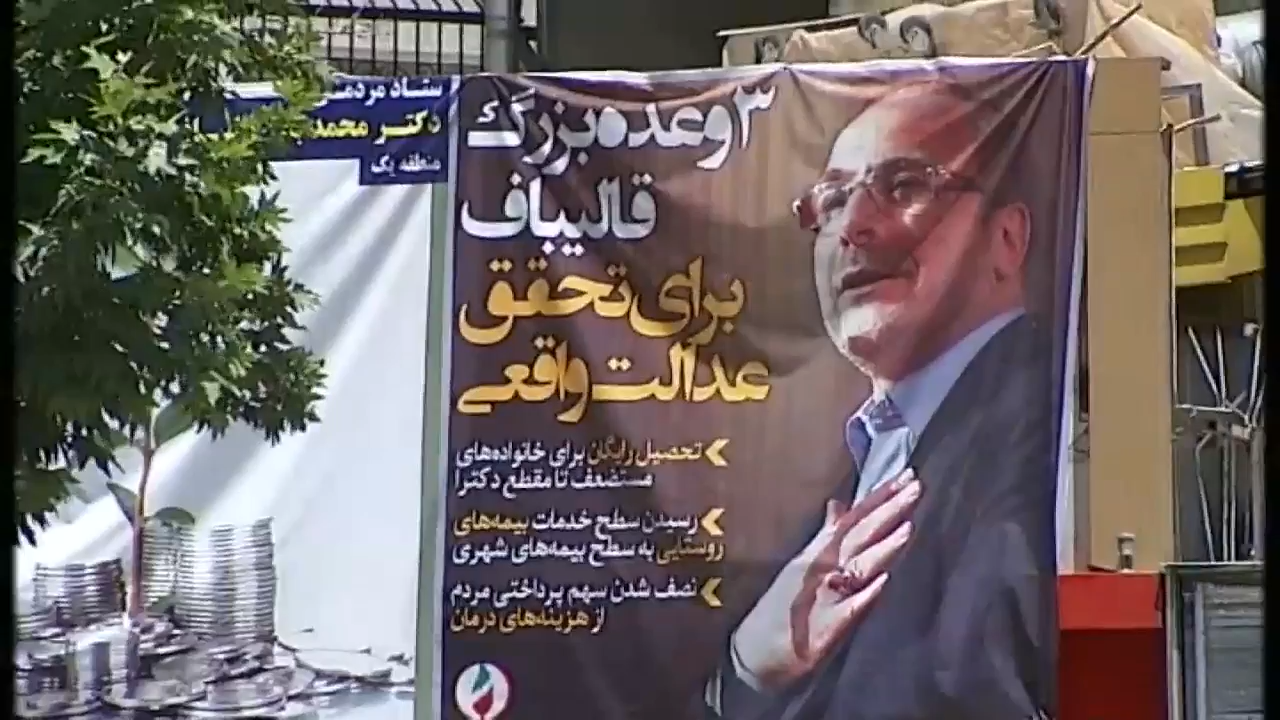 ستاد مردمی
دکتر محمد
منطقه یک
۳ وعده بزرگ
قالیباف
برای تحقق
عدالت واقعی
تحصیل رایگان برای خانواده‌های
مستضعف تا مقطع دکترا
رسیدن سطح خدمات بیمه‌های
روستایی به سطح بیمه‌های شهری
نصف شدن سهم پرداختی مردم
از هزینه‌های درمان